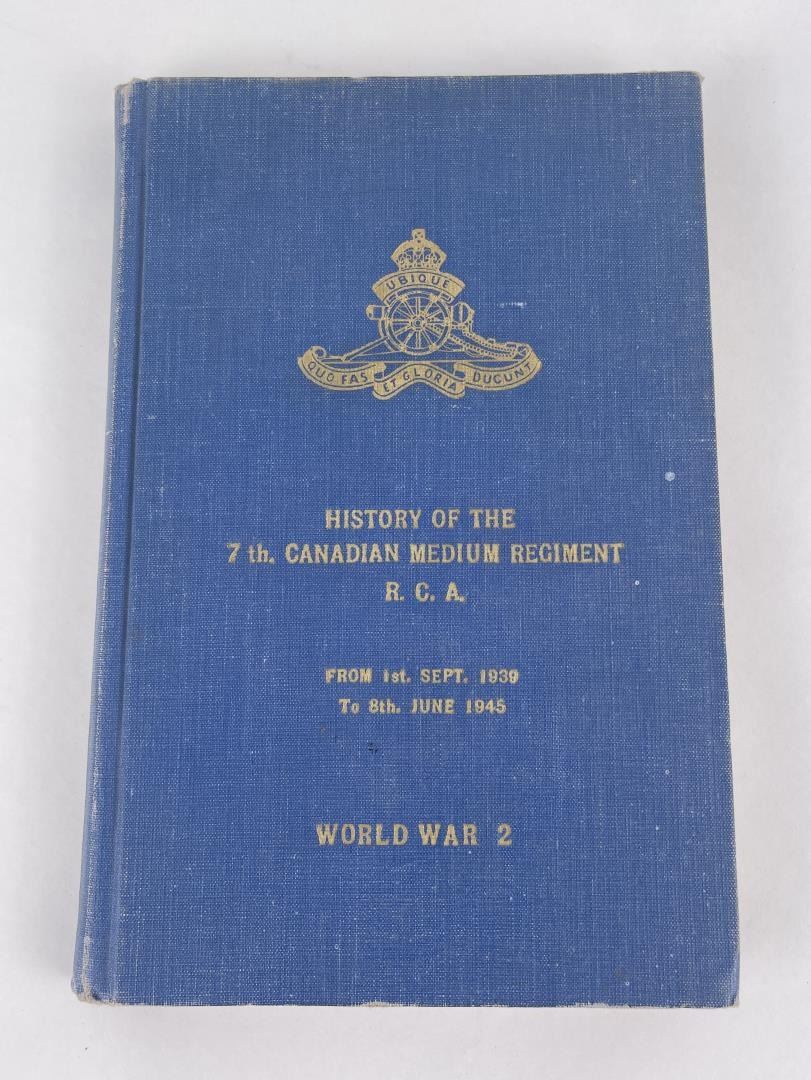 UBIQUE
QUO FAS ET GLORIA DUCUNT
HISTORY OF THE
7 th. CANADIAN MEDIUM REGIMENT
R. C. A.
FROM 1st. SEPT. 1939
To 8th. JUNE 1945
WORLD WAR 2